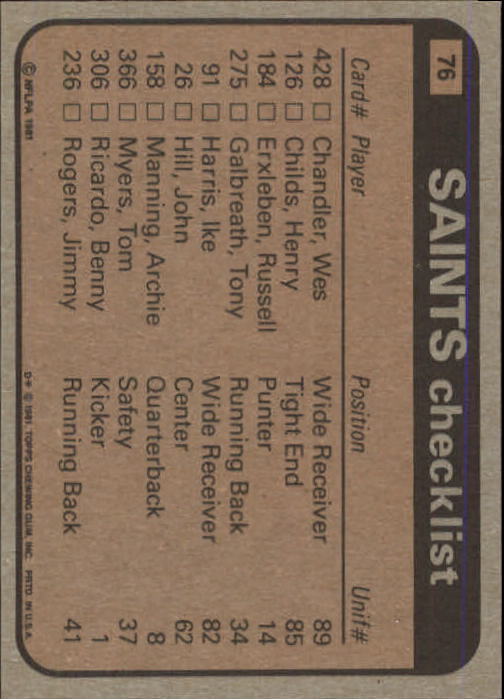 76 SAINTS checklist
Card# Player Position Unif#
428 □ Chandler, Wes Wide Receiver 89
126 □ Childs, Henry Tight End 85
184 □ Erxleben, Russell Punter 14
275 □ Galbreath, Tony Running Back 34
91 □ Harris, Ike Wide Receiver 82
26 □ Hill, John Center 62
158 □ Manning, Archie Quarterback 8
366 □ Myers, Tom Safety 37
306 □ Ricardo, Benny Kicker 1
236 □ Rogers, Jimmy Running Back 41
© NFLPA 1981 D* © 1981 TOPPS CHEWING GUM, INC. PRTD. IN U.S.A.